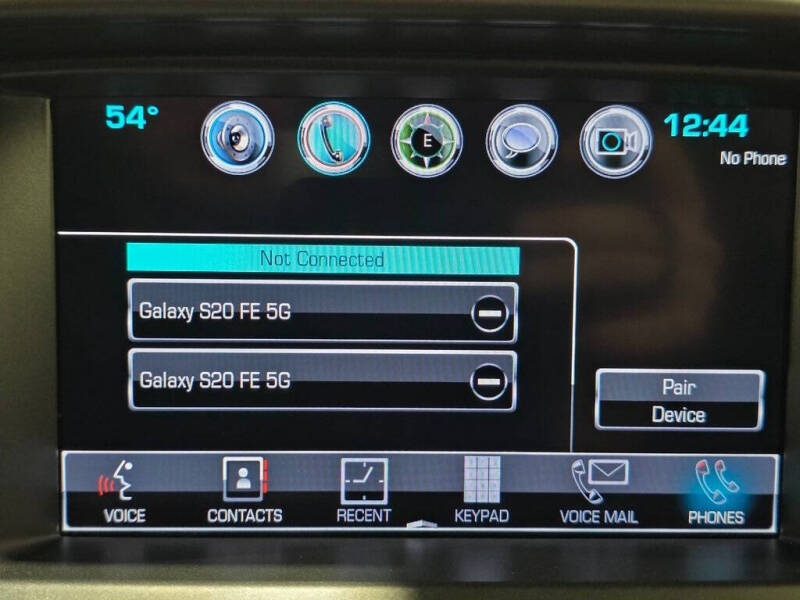 54°
E
12:44
No Phone
Not Connected
Galaxy S20 FE 5G
Galaxy S20 FE 5G
Pair
Device
VOICE
CONTACTS
RECENT
KEYPAD
VOICE MAIL
PHONES